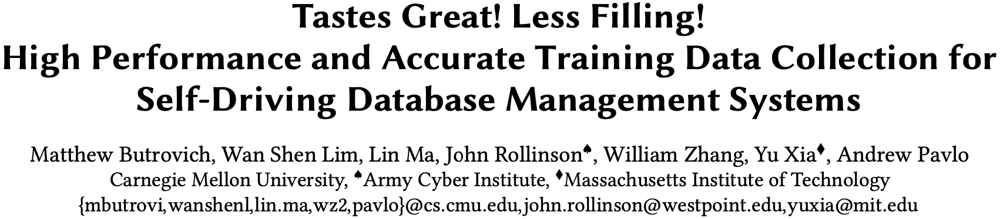 Tastes Great! Less Filling!
High Performance and Accurate Training Data Collection for
Self-Driving Database Management Systems
Matthew Butrovich, Wan Shen Lim, Lin Ma, John Rollinson♠, William Zhang, Yu Xia♦, Andrew Pavlo
Carnegie Mellon University, ♠Army Cyber Institute, ♦Massachusetts Institute of Technology
{mbutrovi,wanshenl,lin.ma,wz2,pavlo}@cs.cmu.edu,john.rollinson@westpoint.edu,yuxia@mit.edu